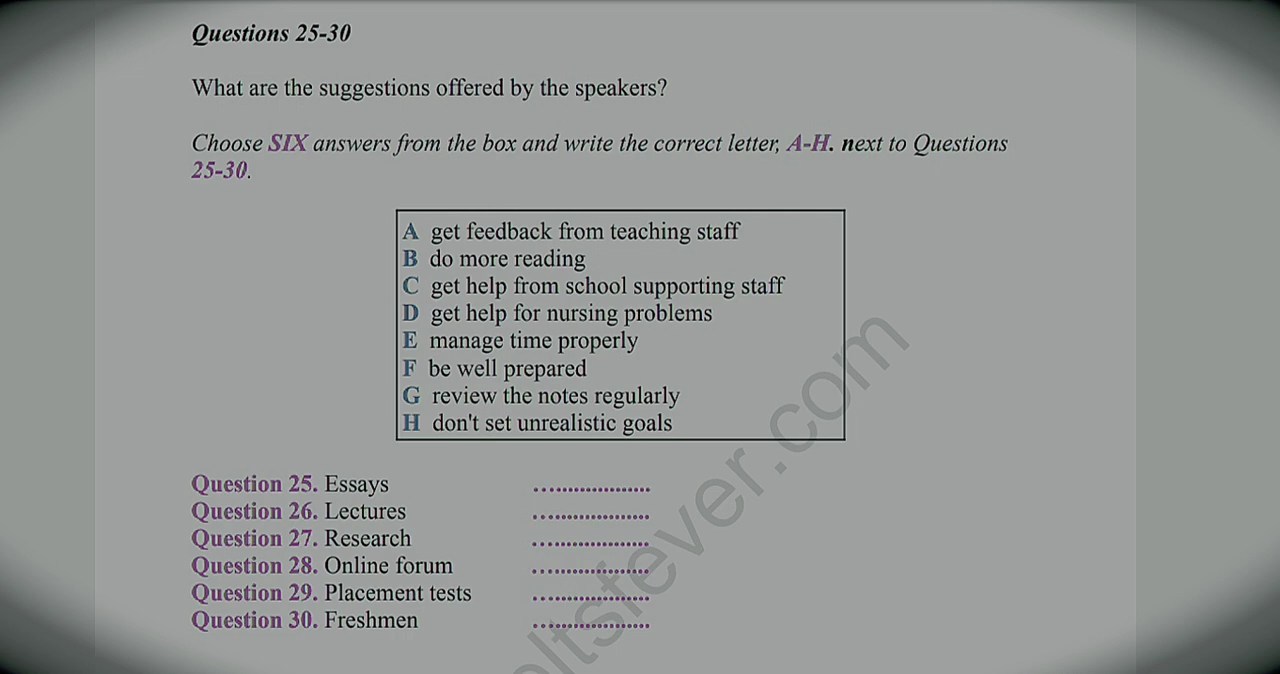 Questions 25-30
What are the suggestions offered by the speakers?
Choose SIX answers from the box and write the correct letter, A-H. next to Questions
25-30.
A get feedback from teaching staff
B do more reading
C get help from school supporting staff
D get help for nursing problems
E manage time properly
F be well prepared
G review the notes regularly
H don't set unrealistic goals
Question 25. Essays ...................
Question 26. Lectures ...................
Question 27. Research ...................
Question 28. Online forum ...................
Question 29. Placement tests ...................
Question 30. Freshmen ...................
eltsfever.com